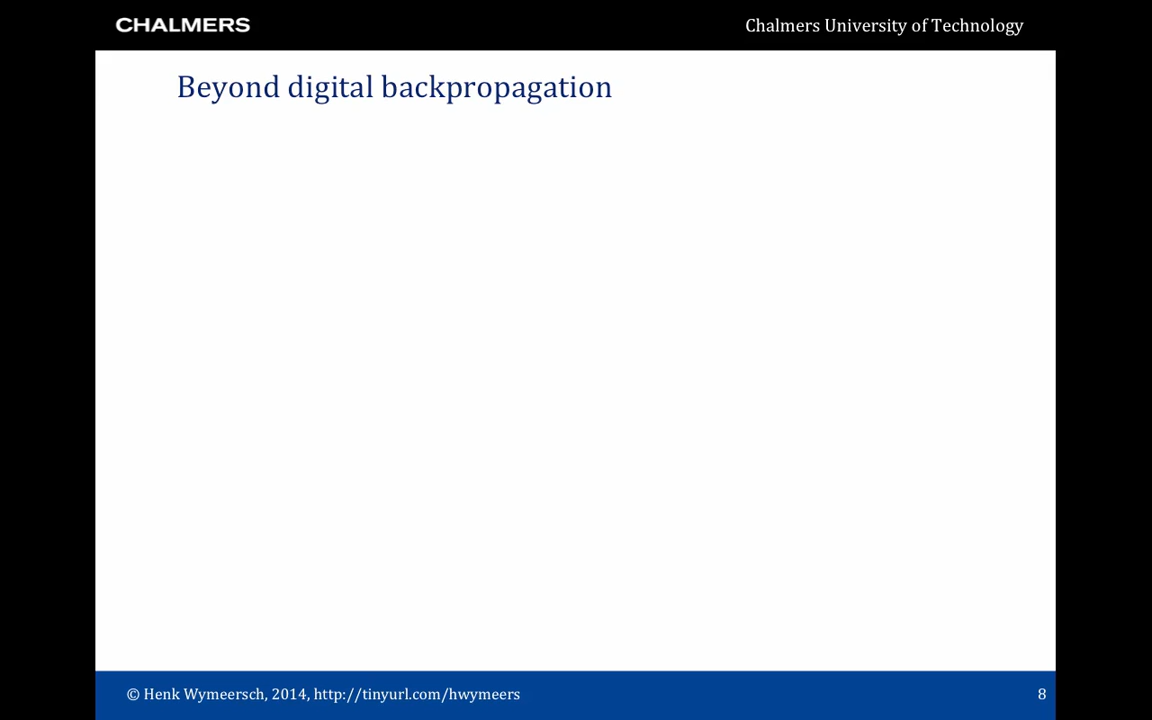 CHALMERS
Chalmers University of Technology
Beyond digital backpropagation
© Henk Wymeersch, 2014, http://tinyurl.com/hwymeers
8